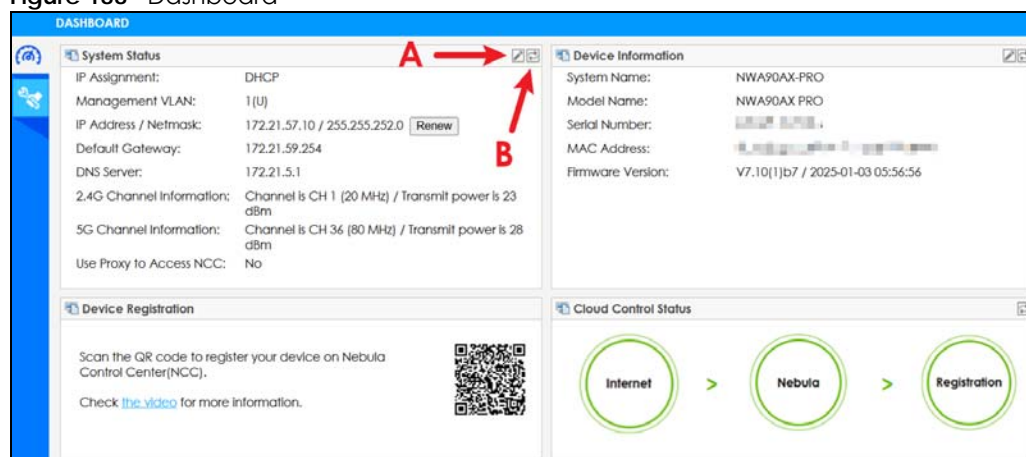 Figure 188 Dashboard
DASHBOARD
System Status
A
IP Assignment: DHCP
Management VLAN: 1(U)
IP Address / Netmask: 172.21.57.10 / 255.255.252.0 Renew
Default Gateway: 172.21.59.254
B
DNS Server: 172.21.5.1
2.4G Channel Information: Channel is CH 1 (20 MHz) / Transmit power is 23
dBm
5G Channel Information: Channel is CH 36 (80 MHz) / Transmit power is 28
dBm
Use Proxy to Access NCC: No
Device Information
System Name: NWA90AX-PRO
Model Name: NWA90AX PRO
Serial Number:
MAC Address:
Firmware Version: V7.10(1)b7 / 2025-01-03 05:56:56
Device Registration
Scan the QR code to register your device on Nebula
Control Center(NCC).
Check the video for more information.
Cloud Control Status
Internet > Nebula > Registration